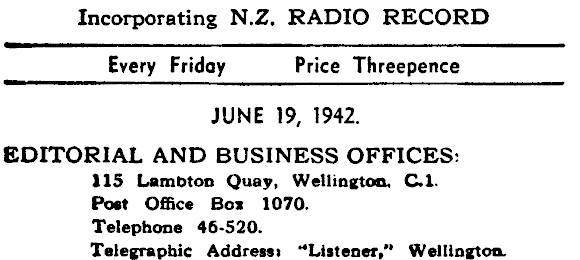 Incorporating N.Z. RADIO RECORD
Every Friday Price Threepence
JUNE 19, 1942.
EDITORIAL AND BUSINESS OFFICES:
115 Lambton Quay, Wellington, C.1.
Post Office Box 1070.
Telephone 46-520.
Telegraphic Address: "Listener," Wellington.